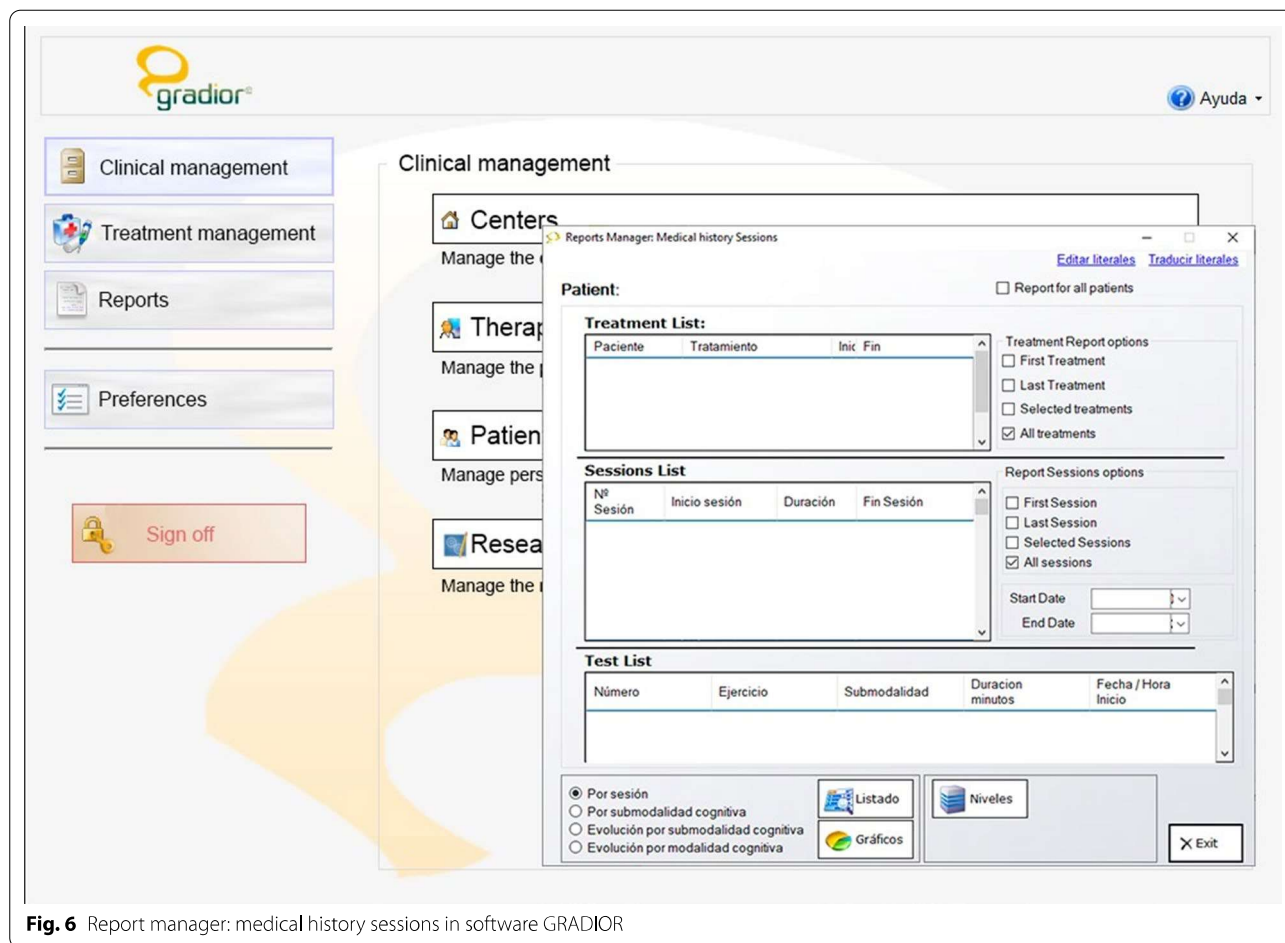 gradior®
Ayuda
Clinical management
Treatment management
Reports
Preferences
Sign off
Clinical management
Centers
Manage the
Manage the
Manage pers
Manage the
Reports Manager: Medical history Sessions
Editar literales Traducir literales
Patient:
Report for all patients
Treatment List:
Paciente Tratamiento Inic Fin
Treatment Report options
First Treatment
Last Treatment
Selected treatments
All treatments
Sessions List
Nº
Sesión Inicio sesión Duración Fin Sesión
Report Sessions options
First Session
Last Session
Selected Sessions
All sessions
Start Date
End Date
Test List
Número Ejercicio Submodalidad Duracion
minutos Fecha / Hora
Inicio
Por sesión
Por submodalidad cognitiva
Evolución por submodalidad cognitiva
Evolución por modalidad cognitiva
Listado
Gráficos
Niveles
Exit
Fig. 6 Report manager: medical history sessions in software GRADIOR